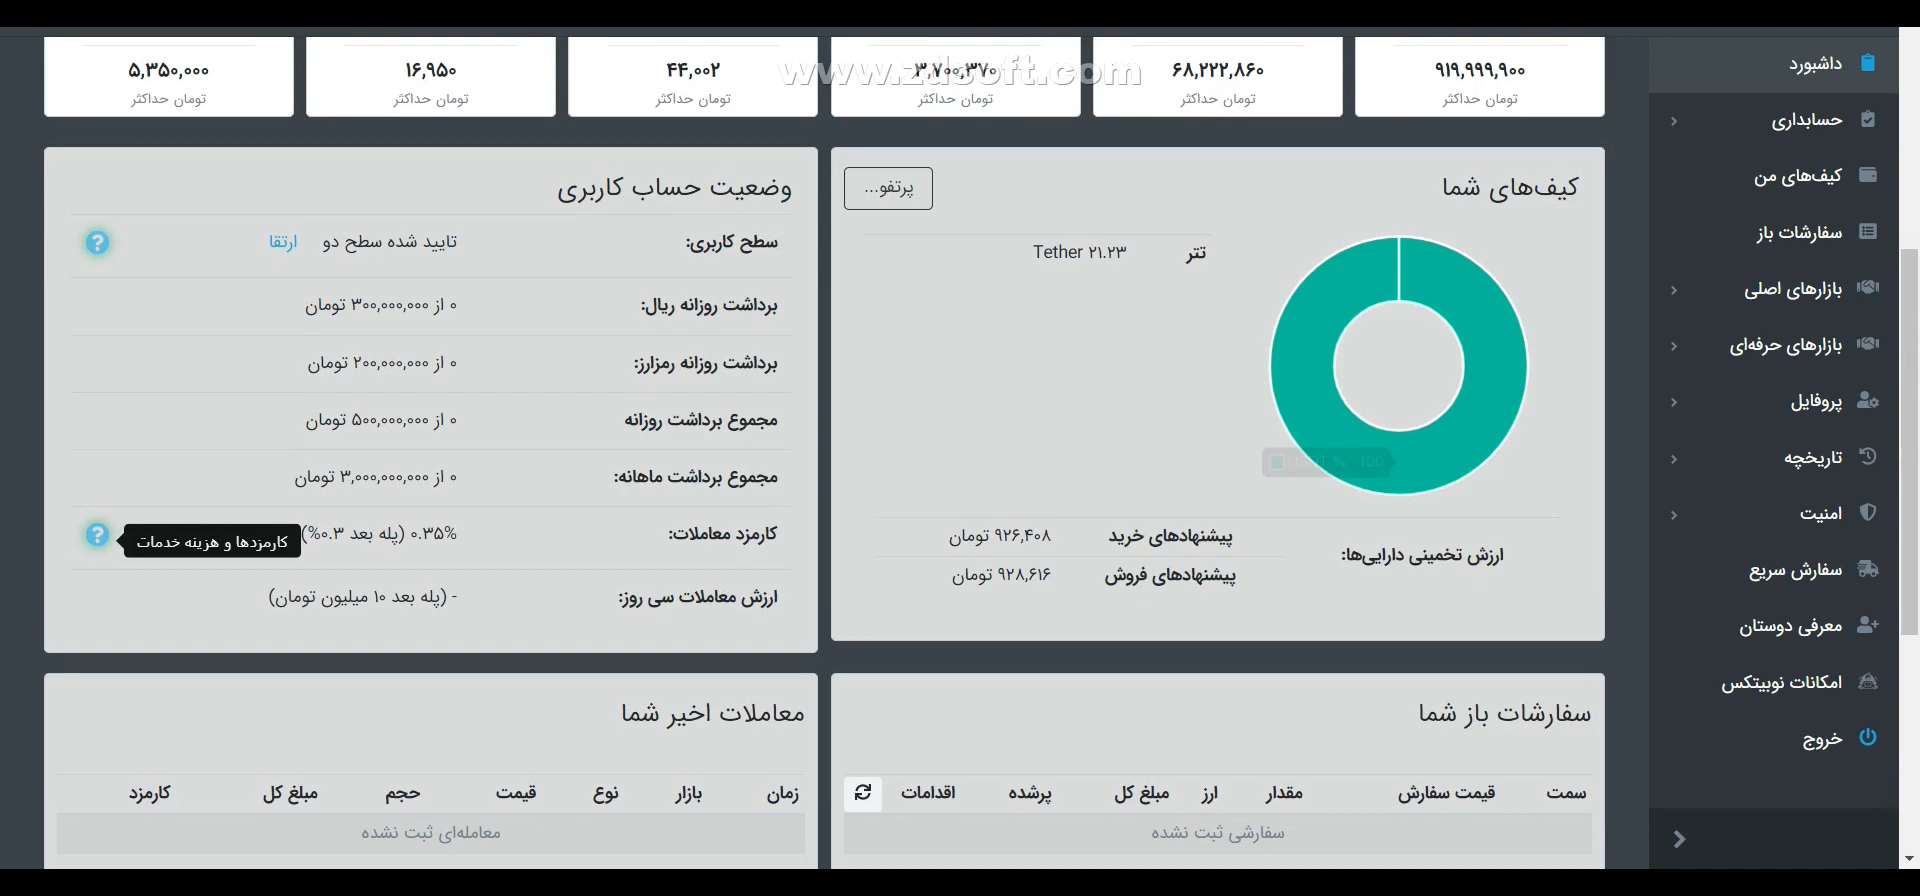 ۹۱۹,۹۹۹,۹۰۰
تومان حداکثر
۶۸,۲۲۲,۸۶۰
تومان حداکثر
۳,۷۰۰,۳۷۰
تومان حداکثر
۴۴,۰۰۲
تومان حداکثر
۱۶,۹۵۰
تومان حداکثر
۵,۳۵۰,۰۰۰
تومان حداکثر
www.zdsoft.com
داشبورد
حسابداری
کیف‌های من
سفارشات باز
بازارهای اصلی
بازارهای حرفه‌ای
پروفایل
تاریخچه
امنیت
سفارش سریع
معرفی دوستان
امکانات نوبیتکس
خروج
کیف‌های شما
پرتفو...
تتر
Tether ۲۱.۲۳
USDT % : 100
ارزش تخمینی دارایی‌ها:
پیشنهادهای خرید ۹۲۶,۴۰۸ تومان
پیشنهادهای فروش ۹۲۸,۶۱۶ تومان
وضعیت حساب کاربری
سطح کاربری: تایید شده سطح دو ارتقا ?
برداشت روزانه ریال: ۰ از ۳۰۰,۰۰۰,۰۰۰ تومان
برداشت روزانه رمزارز: ۰ از ۲۰۰,۰۰۰,۰۰۰ تومان
مجموع برداشت روزانه ۰ از ۵۰۰,۰۰۰,۰۰۰ تومان
مجموع برداشت ماهانه: ۰ از ۳,۰۰۰,۰۰۰,۰۰۰ تومان
کارمزد معاملات: ۰.۳۵% (پله بعد ۰.۳%) ?
کارمزدها و هزینه خدمات
ارزش معاملات سی روز: - (پله بعد ۱۰ میلیون تومان)
سفارشات باز شما
سمت قیمت سفارش مقدار ارز مبلغ کل پرشده اقدامات
سفارشی ثبت نشده
معاملات اخیر شما
زمان بازار نوع قیمت حجم مبلغ کل کارمزد
معامله‌ای ثبت نشده